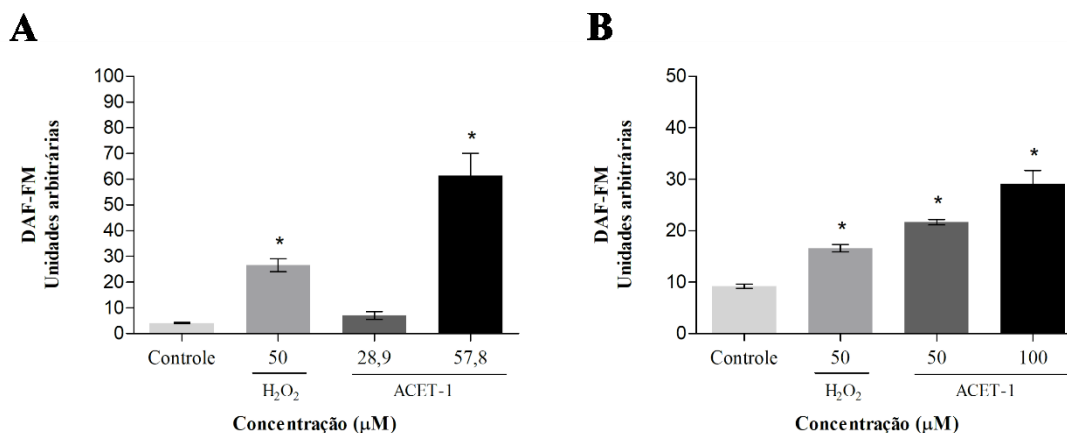 A
100
90
80
70
60
50
40
30
20
10
0
DAF-FM
Unidades arbitrárias
*
*
Controle
50
28,9
57,8
H₂O₂
ACET-1
Concentração (μM)
B
50
40
30
20
10
0
DAF-FM
Unidades arbitrárias
*
*
*
Controle
50
50
100
H₂O₂
ACET-1
Concentração (μM)